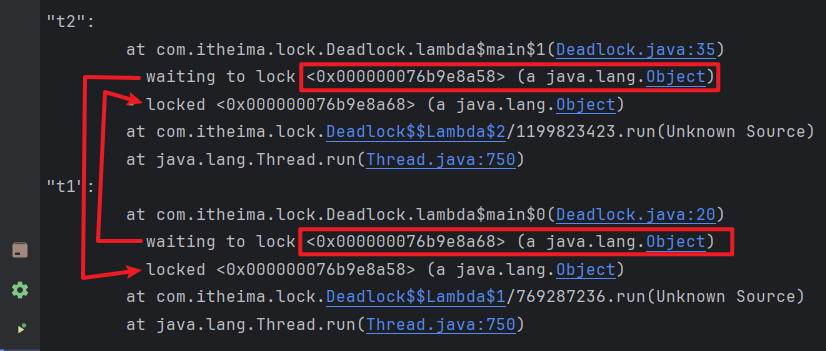 "t2":
at com.itheima.lock.Deadlock.lambda$main$1(Deadlock.java:35)
waiting to lock <0x000000076b9e8a58> (a java.lang.Object)
- locked <0x000000076b9e8a68> (a java.lang.Object)
at com.itheima.lock.Deadlock$$Lambda$2/1199823423.run(Unknown Source)
at java.lang.Thread.run(Thread.java:750)
"t1":
at com.itheima.lock.Deadlock.lambda$main$0(Deadlock.java:20)
waiting to lock <0x000000076b9e8a68> (a java.lang.Object)
locked <0x000000076b9e8a58> (a java.lang.Object)
at com.itheima.lock.Deadlock$$Lambda$1/769287236.run(Unknown Source)
at java.lang.Thread.run(Thread.java:750)